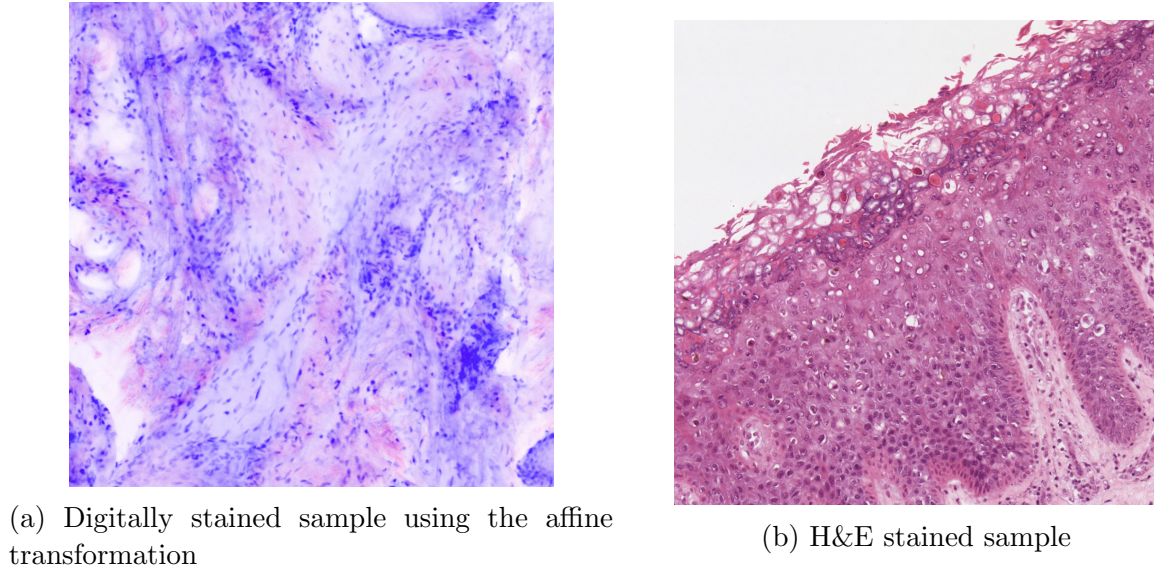 (a) Digitally stained sample using the affine
transformation
(b) H&E stained sample